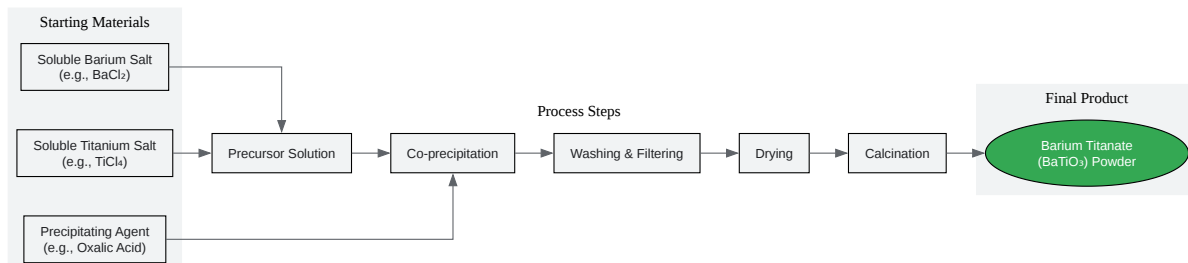 Starting Materials
Soluble Barium Salt
(e.g., BaCl₂)
Soluble Titanium Salt
(e.g., TiCl₄)
Precipitating Agent
(e.g., Oxalic Acid)
Process Steps
Precursor Solution
Co-precipitation
Washing & Filtering
Drying
Calcination
Final Product
Barium Titanate
(BaTiO₃) Powder